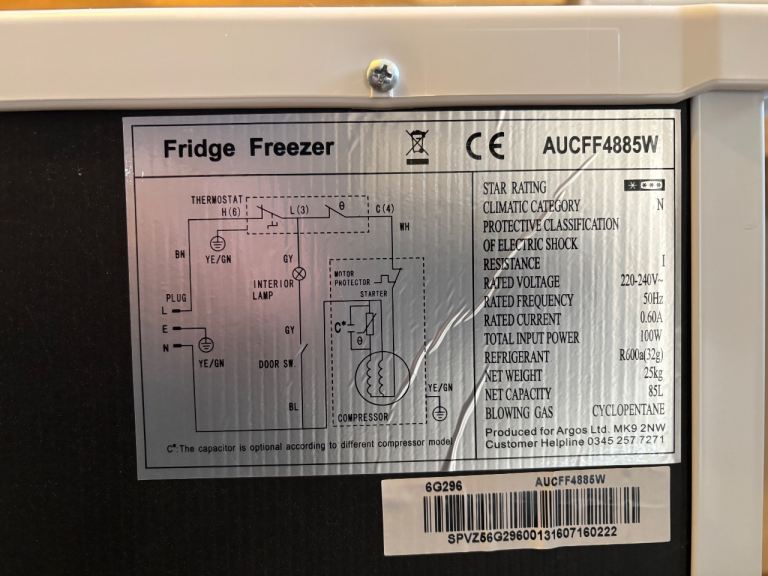 Fridge Freezer CE AUCFF4885W
THERMOSTAT
H(6) L(3) θ C(4)
WH
BN
YE/GN
GY
INTERIOR
LAMP
MOTOR
PROTECTOR
STARTER
PLUG
L
E
N
YE/GN
GY
C*
θ
DOOR SW.
BL
YE/GN
COMPRESSOR
C*:The capacitor is optional according to different compressor model
STAR RATING
CLIMATIC CATEGORY N
PROTECTIVE CLASSIFICATION
OF ELECTRIC SHOCK
RESISTANCE I
RATED VOLTAGE 220-240V~
RATED FREQUENCY 50Hz
RATED CURRENT 0.60A
TOTAL INPUT POWER 100W
REFRIGERANT R600a(32g)
NET WEIGHT 25kg
NET CAPACITY 85L
BLOWING GAS CYCLOPENTANE
Produced for Argos Ltd. MK9 2NW
Customer Helpline 0345 257 7271
6G296 AUCFF4885W
SPVZ56G29600131607160222